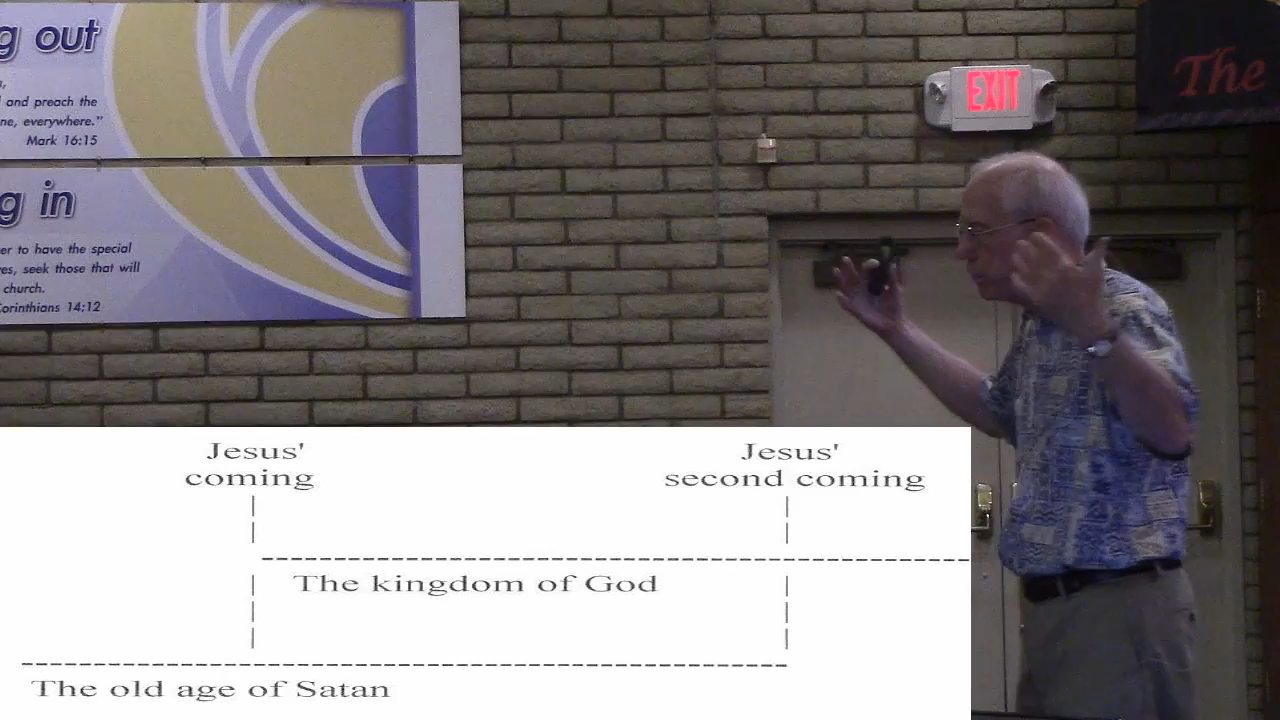 g out
and preach the
ne, everywhere."
Mark 16:15
g in
er to have the special
es, seek those that will
church.
Corinthians 14:12
EXIT
The
Jesus'
coming
Jesus'
second coming
The kingdom of God
The old age of Satan